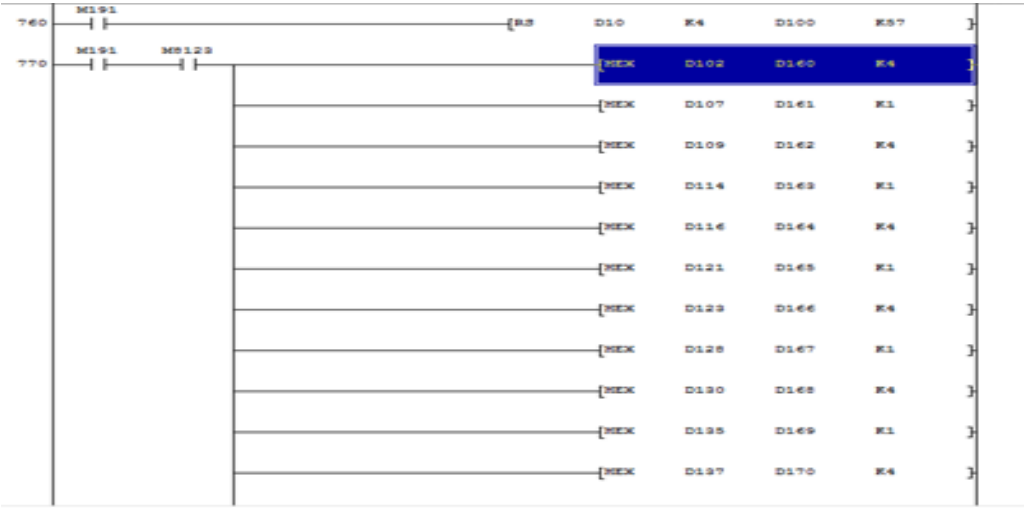 M191
760 [RS D10 K4 D100 K57 ]
M191 M8123
770 [HEX D102 D160 K4 ]
[HEX D107 D161 K1 ]
[HEX D109 D162 K4 ]
[HEX D114 D163 K1 ]
[HEX D116 D164 K4 ]
[HEX D121 D165 K1 ]
[HEX D123 D166 K4 ]
[HEX D128 D167 K1 ]
[HEX D130 D168 K4 ]
[HEX D135 D169 K1 ]
[HEX D137 D170 K4 ]